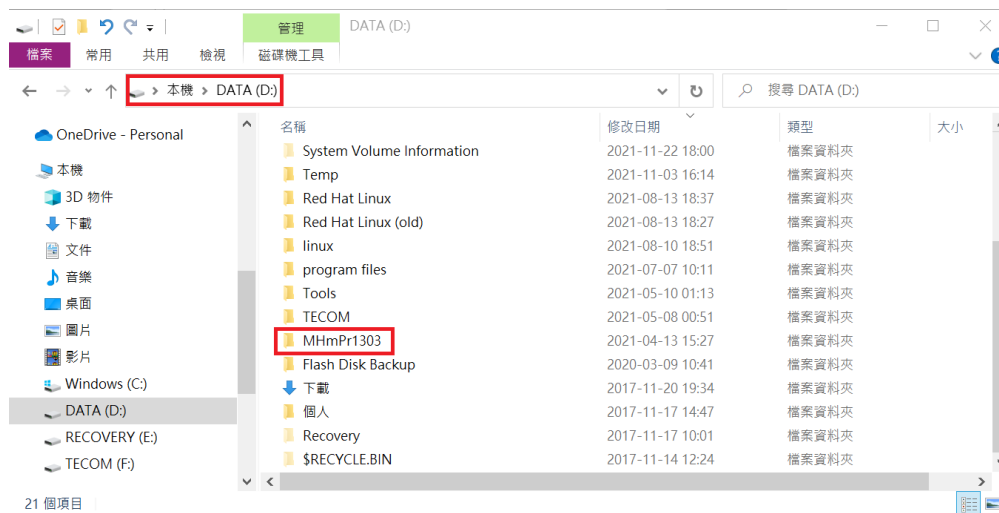 管理 DATA (D:)
檔案 常用 共用 檢視 磁碟機工具
本機 DATA (D:) 搜尋 DATA (D:)
OneDrive - Personal
本機
3D 物件
下載
文件
音樂
桌面
圖片
影片
Windows (C:)
DATA (D:)
RECOVERY (E:)
TECOM (F:)
名稱 修改日期 類型 大小
System Volume Information 2021-11-22 18:00 檔案資料夾
Temp 2021-11-03 16:14 檔案資料夾
Red Hat Linux 2021-08-13 18:37 檔案資料夾
Red Hat Linux (old) 2021-08-13 18:27 檔案資料夾
linux 2021-08-10 18:51 檔案資料夾
program files 2021-07-07 10:11 檔案資料夾
Tools 2021-05-10 01:13 檔案資料夾
TECOM 2021-05-08 00:51 檔案資料夾
MHmPr1303 2021-04-13 15:27 檔案資料夾
Flash Disk Backup 2020-03-09 10:41 檔案資料夾
下載 2017-11-20 19:34 檔案資料夾
個人 2017-11-17 14:47 檔案資料夾
Recovery 2017-11-17 10:01 檔案資料夾
$RECYCLE.BIN 2017-11-14 12:24 檔案資料夾
21 個項目